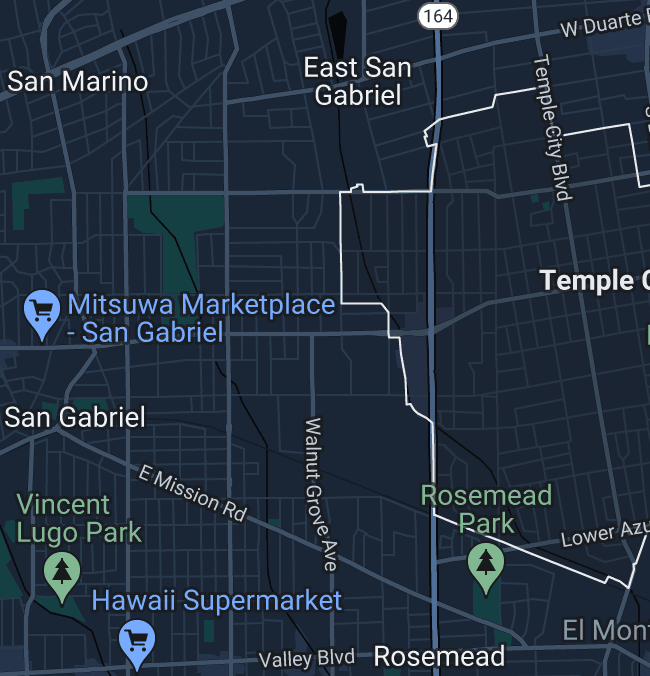 164
W Duarte
San Marino
East San
Gabriel
Temple City Blvd
Temple C
Mitsuwa Marketplace
- San Gabriel
San Gabriel
Walnut Grove Ave
E Mission Rd
Vincent
Lugo Park
Rosemead
Park
Lower Azu
Hawaii Supermarket
El Mon
Valley Blvd
Rosemead